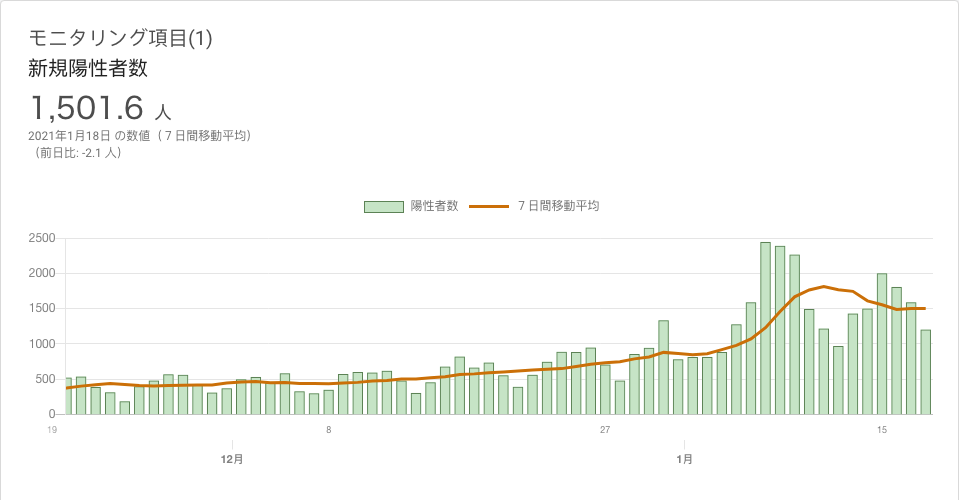 モニタリング項目(1)
新規陽性者数
1,501.6 人
2021年1月18日 の数値（７日間移動平均）
（前日比: -2.1 人）
陽性者数 ７日間移動平均
2500
2000
1500
1000
500
0
19 8 27 15
12月 1月